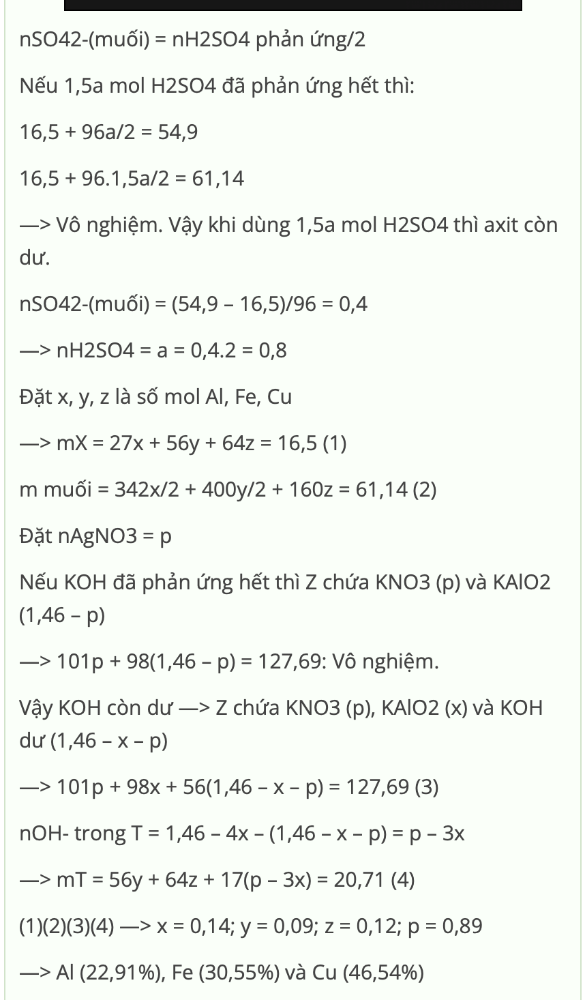 nSO42-(muối) = nH2SO4 phản ứng/2
Nếu 1,5a mol H2SO4 đã phản ứng hết thì:
16,5 + 96a/2 = 54,9
16,5 + 96.1,5a/2 = 61,14
—> Vô nghiệm. Vậy khi dùng 1,5a mol H2SO4 thì axit còn
dư.
nSO42-(muối) = (54,9 – 16,5)/96 = 0,4
—> nH2SO4 = a = 0,4.2 = 0,8
Đặt x, y, z là số mol Al, Fe, Cu
—> mX = 27x + 56y + 64z = 16,5 (1)
m muối = 342x/2 + 400y/2 + 160z = 61,14 (2)
Đặt nAgNO3 = p
Nếu KOH đã phản ứng hết thì Z chứa KNO3 (p) và KAlO2
(1,46 – p)
—> 101p + 98(1,46 – p) = 127,69: Vô nghiệm.
Vậy KOH còn dư —> Z chứa KNO3 (p), KAlO2 (x) và KOH
dư (1,46 – x – p)
—> 101p + 98x + 56(1,46 – x – p) = 127,69 (3)
nOH- trong T = 1,46 – 4x – (1,46 – x – p) = p – 3x
—> mT = 56y + 64z + 17(p – 3x) = 20,71 (4)
(1)(2)(3)(4) —> x = 0,14; y = 0,09; z = 0,12; p = 0,89
—> Al (22,91%), Fe (30,55%) và Cu (46,54%)